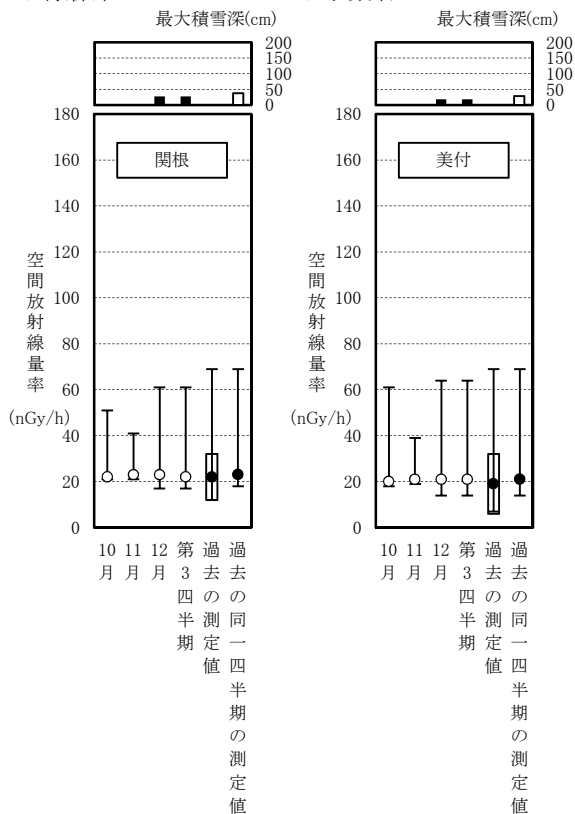 最大積雪深(cm)
200
150
100
50
0
180
160
140
120
100
80
60
40
20
0
関根
空間放射線量率
(nGy/h)
10月
11月
12月
第3四半期
過去の測定値
過去の同一四半期の測定値
最大積雪深(cm)
200
150
100
50
0
180
160
140
120
100
80
60
40
20
0
美付
空間放射線量率
(nGy/h)
10月
11月
12月
第3四半期
過去の測定値
過去の同一四半期の測定値